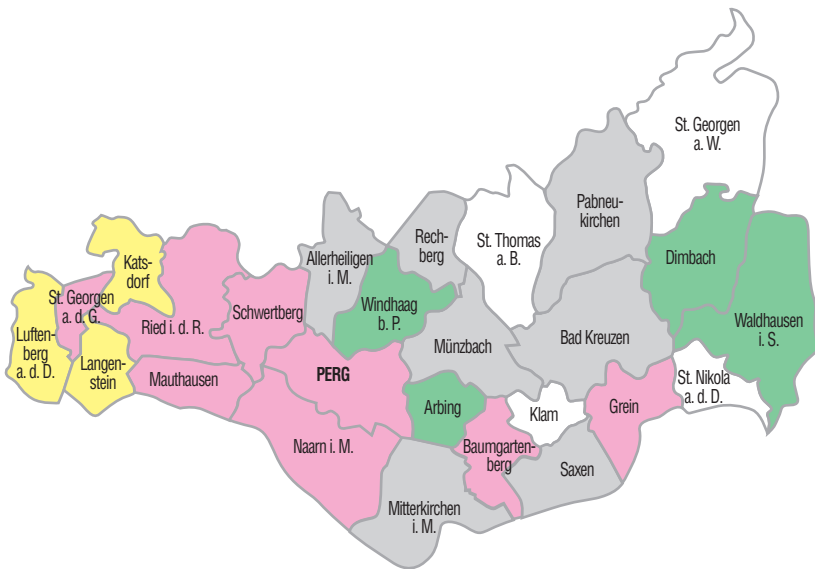 St. Georgen
a. W.
Pabneu-
kirchen
Rech-
berg
St. Thomas
a. B.
Allerheiligen
i. M.
Dimbach
Kats-
dorf
Windhaag
b. P.
Waldhausen
i. S.
St. Georgen
a. d. G.
Schwertberg
Ried i. d. R.
Bad Kreuzen
Luften-
berg
a. d. D.
Münzbach
Langen-
stein
Mauthausen
PERG
St. Nikola
a. d. D.
Arbing
Klam
Grein
Naarn i. M.
Baumgarten-
berg
Saxen
Mitterkirchen
i. M.